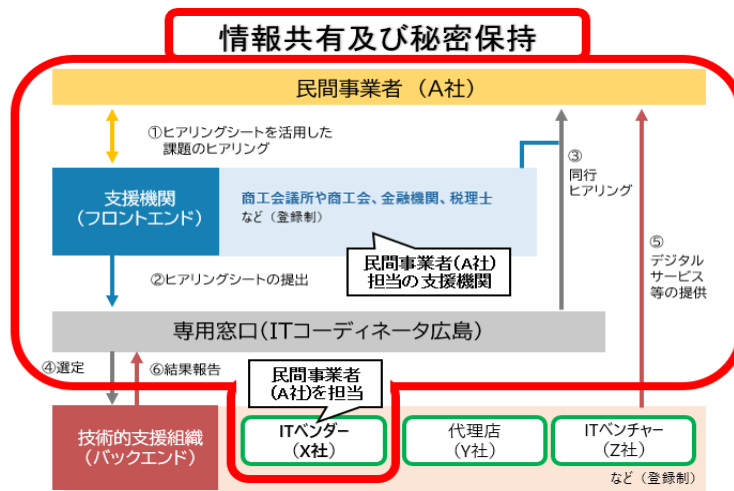 情報共有及び秘密保持
民間事業者 （A社）
①ヒアリングシートを活用した
課題のヒアリング
③
同行
ヒアリング
支援機関
（フロントエンド）
商工会議所や商工会、金融機関、税理士
など（登録制）
民間事業者(A社)
担当の支援機関
⑤
デジタル
サービス
等の提供
②ヒアリングシートの提出
専用窓口（ITコーディネータ広島）
④選定
⑥結果報告
民間事業者
(A社)を担当
技術的支援組織
（バックエンド）
ITベンダー
（X社）
代理店
（Y社）
ITベンチャー
（Z社）
など（登録制）